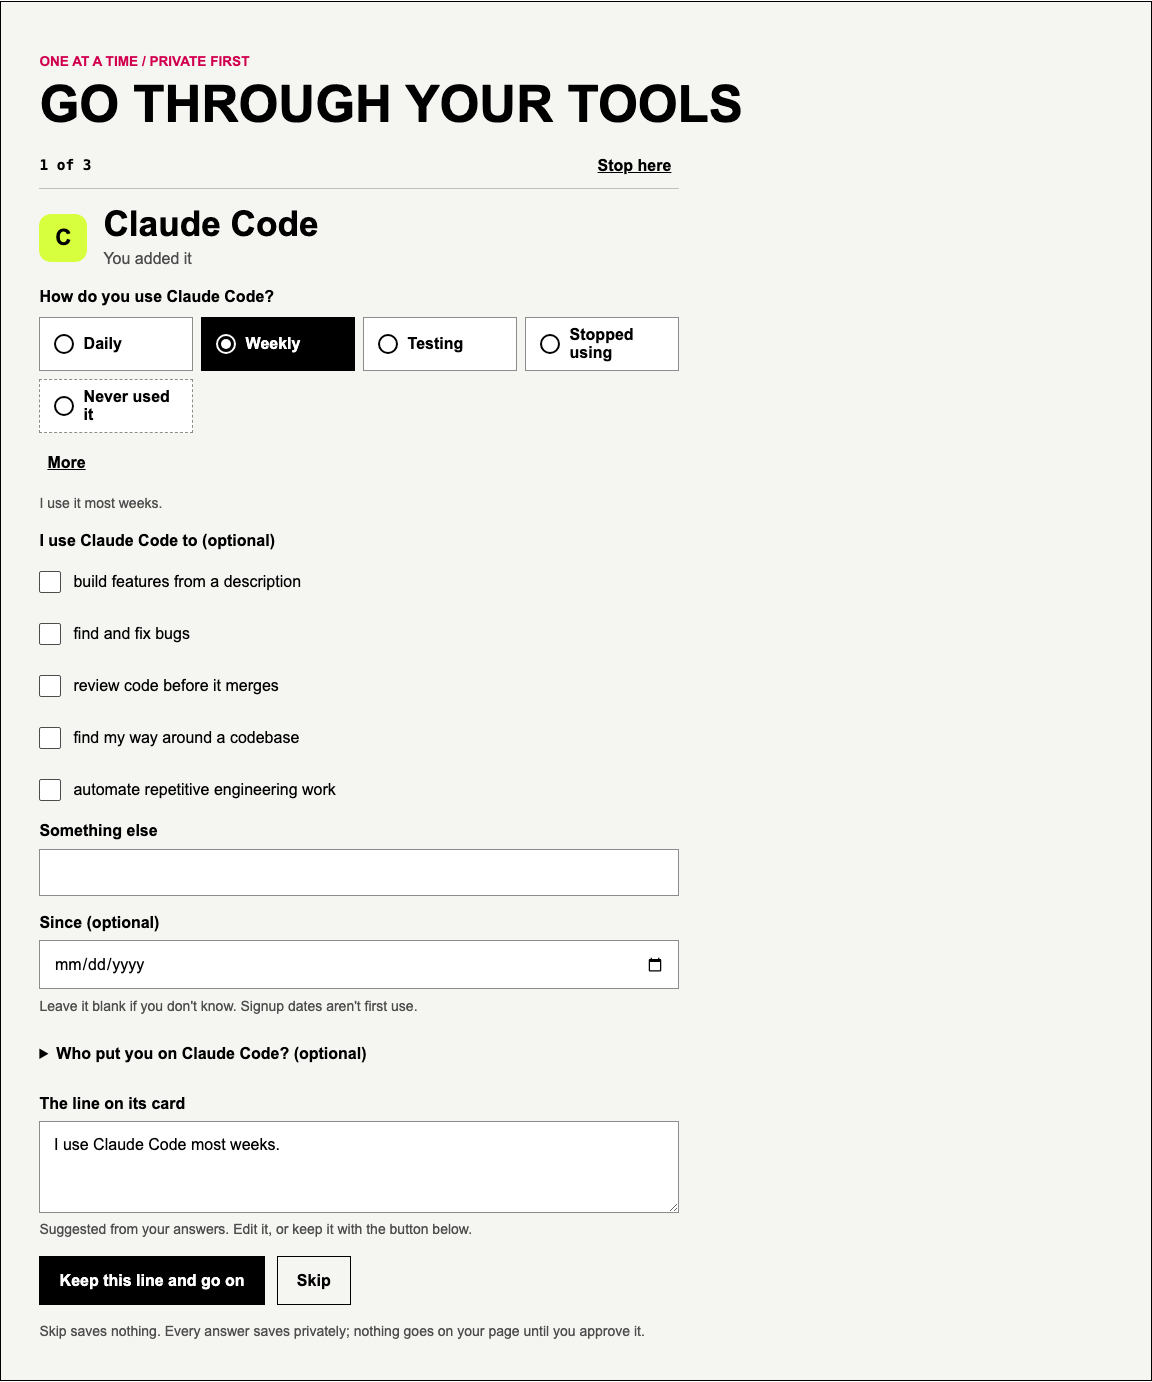 ONE AT A TIME / PRIVATE FIRST
GO THROUGH YOUR TOOLS
1 of 3
Stop here
C
Claude Code
You added it
How do you use Claude Code?
Daily
Weekly
Testing
Stopped
using
Never used
it
More
I use it most weeks.
I use Claude Code to (optional)
build features from a description
find and fix bugs
review code before it merges
find my way around a codebase
automate repetitive engineering work
Something else
Since (optional)
mm/dd/yyyy
Leave it blank if you don't know. Signup dates aren't first use.
Who put you on Claude Code? (optional)
The line on its card
I use Claude Code most weeks.
Suggested from your answers. Edit it, or keep it with the button below.
Keep this line and go on
Skip
Skip saves nothing. Every answer saves privately; nothing goes on your page until you approve it.